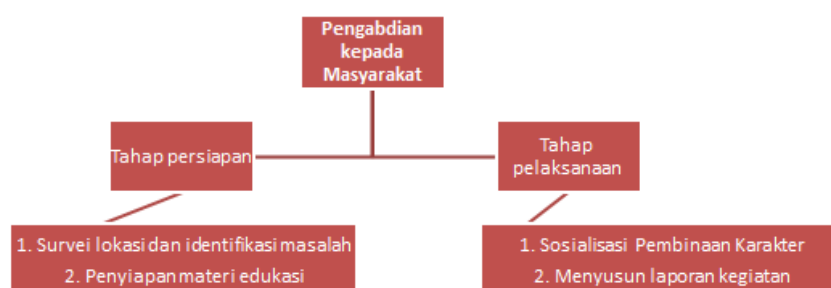 Pengabdian
kepada
Masyarakat
Tahap persiapan
Tahap
pelaksanaan
1. Survei lokasi dan identifikasi masalah
2. Penyiapan materi edukasi
1. Sosialisasi Pembinaan Karakter
2. Menyusun laporan kegiatan